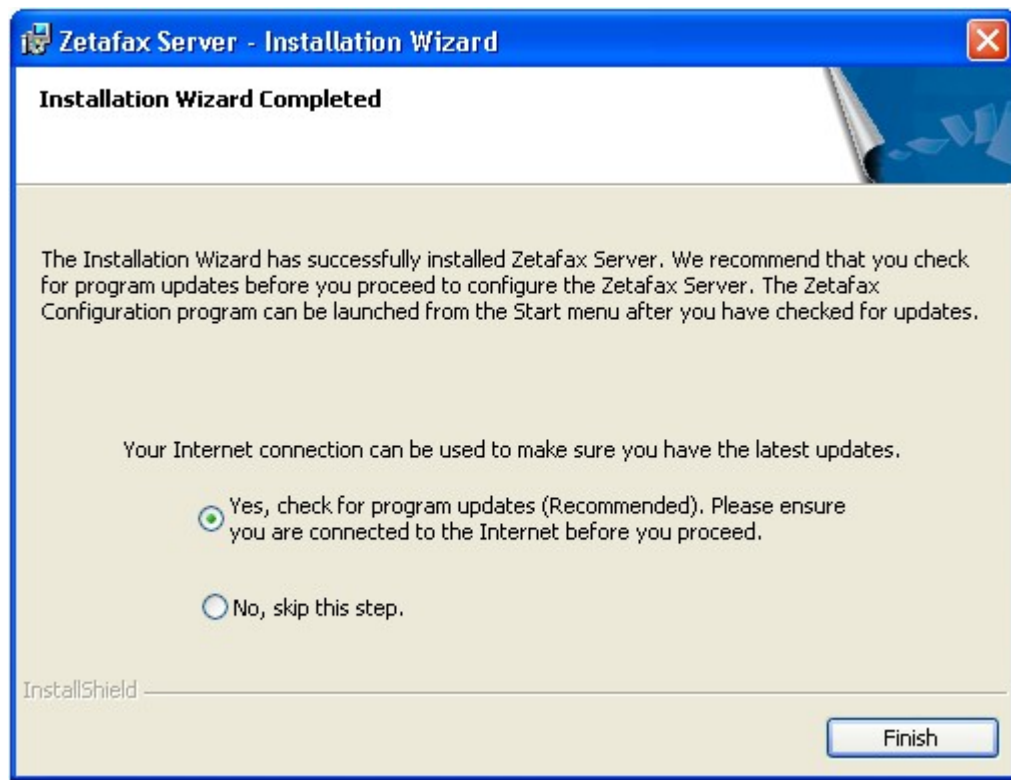 Zetafax Server - Installation Wizard
Installation Wizard Completed
The Installation Wizard has successfully installed Zetafax Server. We recommend that you check
for program updates before you proceed to configure the Zetafax Server. The Zetafax
Configuration program can be launched from the Start menu after you have checked for updates.
Your Internet connection can be used to make sure you have the latest updates.
Yes, check for program updates (Recommended). Please ensure
you are connected to the Internet before you proceed.
No, skip this step.
InstallShield
Finish